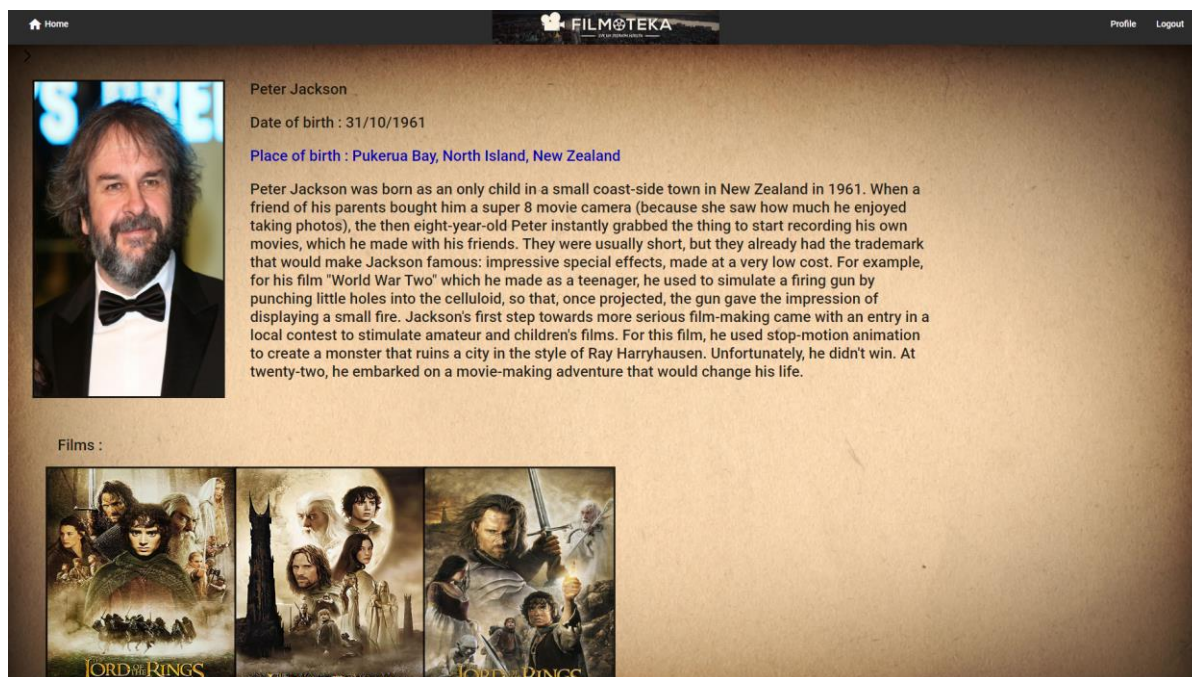 Home
FILMOTEKA
Profile
Logout
>
Peter Jackson
Date of birth : 31/10/1961
Place of birth : Pukerua Bay, North Island, New Zealand
Peter Jackson was born as an only child in a small coast-side town in New Zealand in 1961. When a
friend of his parents bought him a super 8 movie camera (because she saw how much he enjoyed
taking photos), the then eight-year-old Peter instantly grabbed the thing to start recording his own
movies, which he made with his friends. They were usually short, but they already had the trademark
that would make Jackson famous: impressive special effects, made at a very low cost. For example,
for his film "World War Two" which he made as a teenager, he used to simulate a firing gun by
punching little holes into the celluloid, so that, once projected, the gun gave the impression of
displaying a small fire. Jackson's first step towards more serious film-making came with an entry in a
local contest to stimulate amateur and children's films. For this film, he used stop-motion animation
to create a monster that ruins a city in the style of Ray Harryhausen. Unfortunately, he didn't win. At
twenty-two, he embarked on a movie-making adventure that would change his life.
Films :
LORD OF THE RINGS
LORD OF THE RINGS